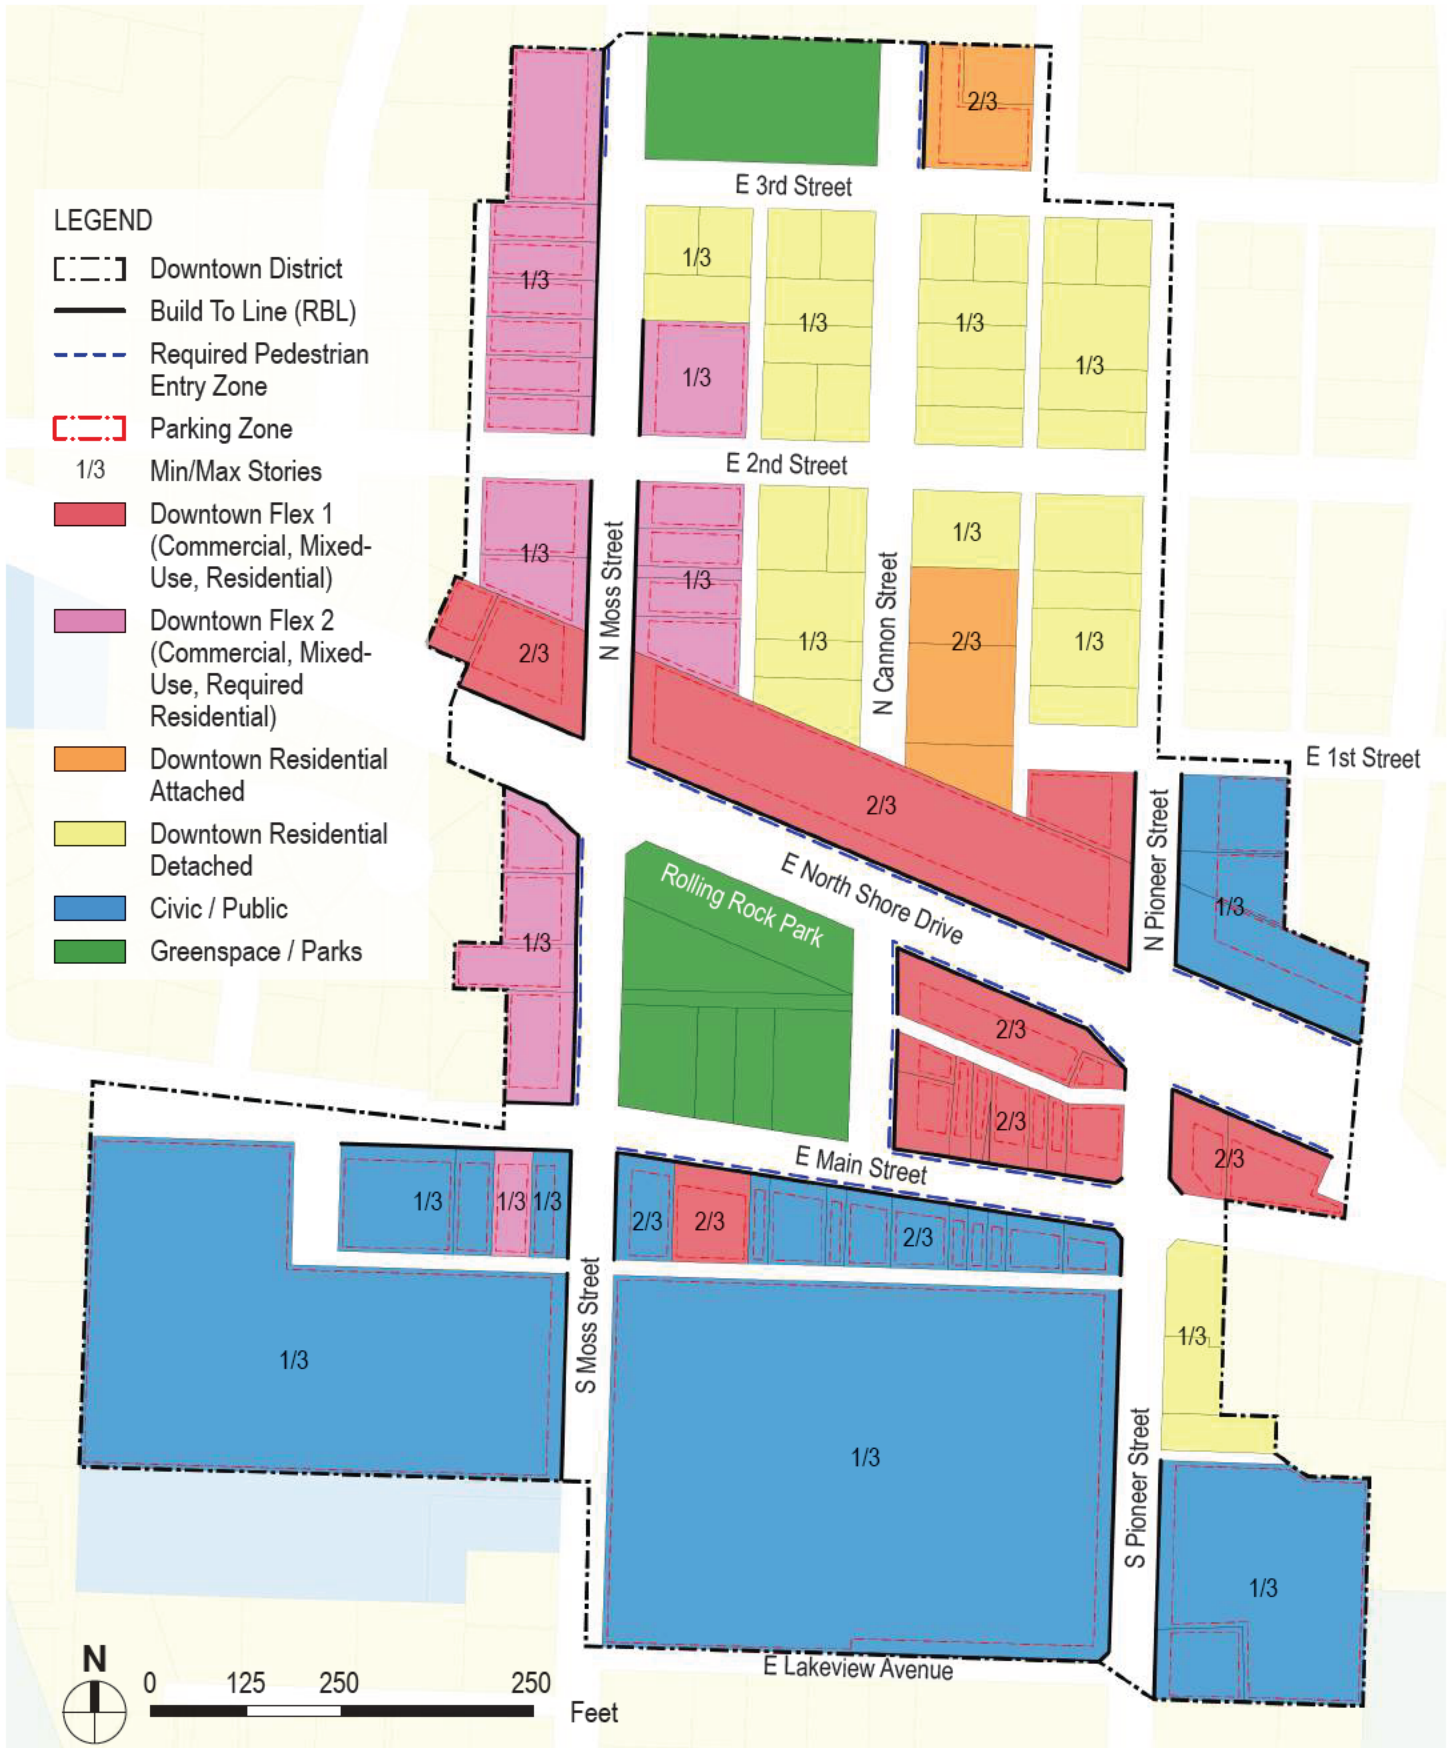 LEGEND
Downtown District
Build To Line (RBL)
Required Pedestrian
Entry Zone
Parking Zone
1/3 Min/Max Stories
Downtown Flex 1
(Commercial, Mixed-
Use, Residential)
Downtown Flex 2
(Commercial, Mixed-
Use, Required
Residential)
Downtown Residential
Attached
Downtown Residential
Detached
Civic / Public
Greenspace / Parks
2/3
E 3rd Street
1/3
1/3
1/3
1/3
1/3
1/3
1/3
E 2nd Street
1/3
1/3
1/3
N Moss Street
N Cannon Street
2/3
1/3
2/3
1/3
E 1st Street
2/3
N Pioneer Street
E North Shore Drive
Rolling Rock Park
1/3
1/3
2/3
2/3
E Main Street
2/3
1/3
1/3
1/3
2/3
2/3
2/3
S Moss Street
1/3
1/3
1/3
S Pioneer Street
1/3
E Lakeview Avenue
N
0 125 250 250
Feet